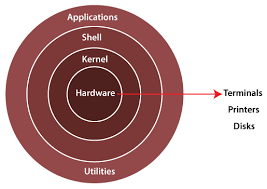 Applications
Shell
Kernel
Hardware
Terminals
Printers
Disks
Utilities